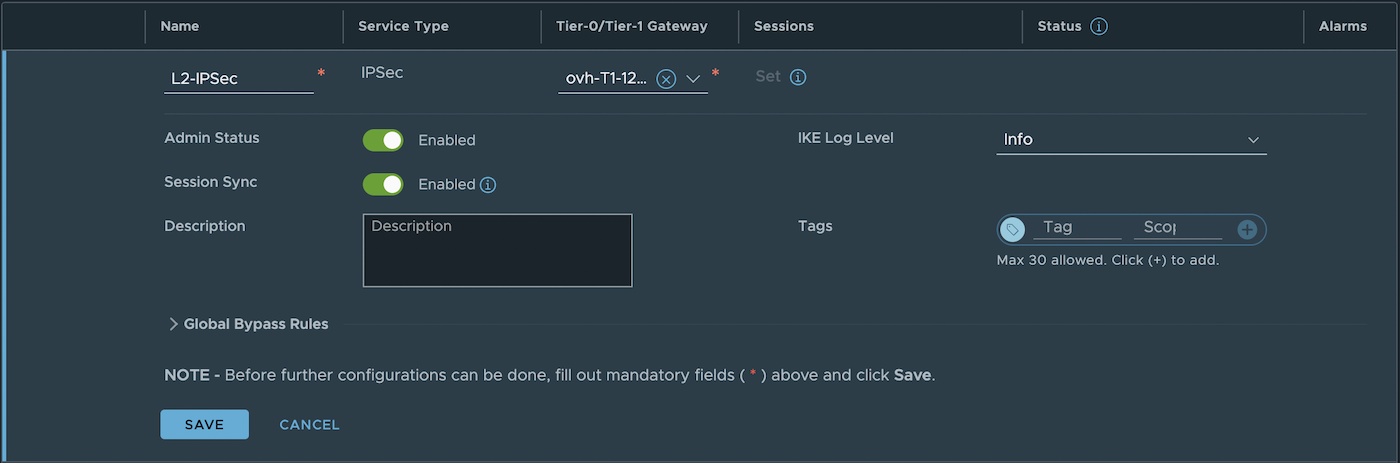 Name Service Type Tier-0/Tier-1 Gateway Sessions Status Alarms
L2-IPSec * IPSec ovh-T1-12... * Set
Admin Status Enabled IKE Log Level Info
Session Sync Enabled
Description Description Tags Tag Scop
Max 30 allowed. Click (+) to add.
Global Bypass Rules
NOTE - Before further configurations can be done, fill out mandatory fields ( * ) above and click Save.
SAVE CANCEL